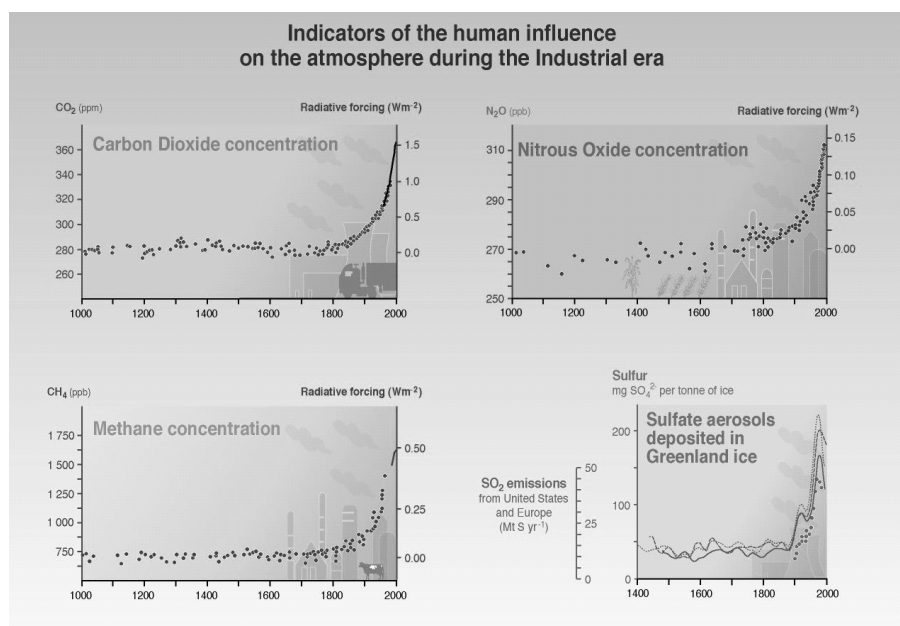 Indicators of the human influence
on the atmosphere during the Industrial era
CO₂ (ppm)
Radiative forcing (Wm⁻²)
Carbon Dioxide concentration
360
340
320
300
280
260
1.5
1.0
0.5
0.0
1000 1200 1400 1600 1800 2000
N₂O (ppb)
Radiative forcing (Wm⁻²)
Nitrous Oxide concentration
310
290
270
250
0.15
0.10
0.05
0.00
1000 1200 1400 1600 1800 2000
CH₄ (ppb)
Radiative forcing (Wm⁻²)
Methane concentration
1 750
1 500
1 250
1 000
750
0.50
0.25
0.00
1000 1200 1400 1600 1800 2000
Sulfur
mg SO₄²⁻ per tonne of ice
Sulfate aerosols
deposited in
Greenland ice
200
100
0
SO₂ emissions
from United States
and Europe
(Mt S yr⁻¹)
50
25
0
1400 1600 1800 2000